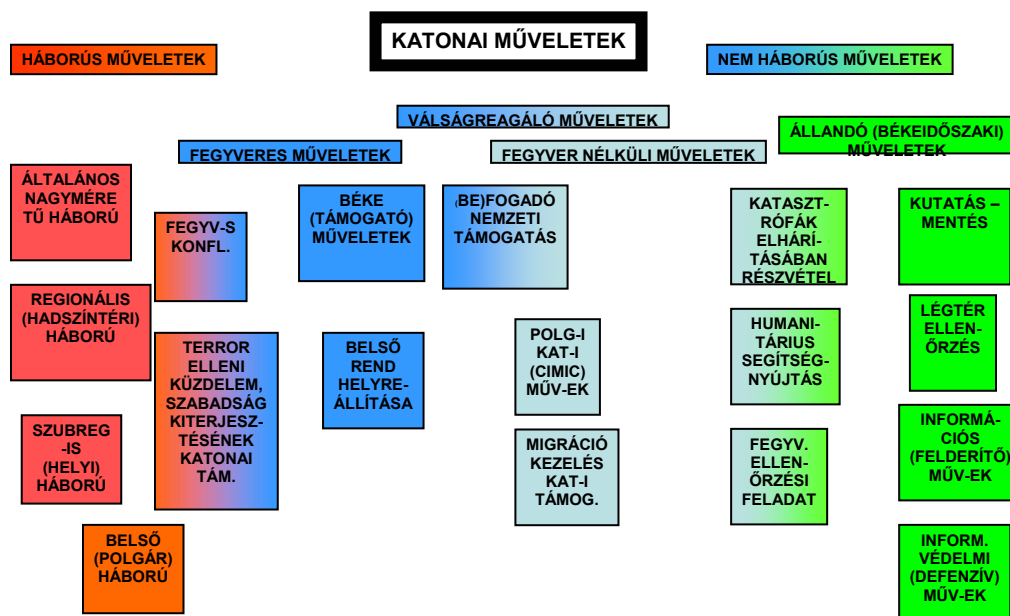 KATONAI MŰVELETEK
HÁBORÚS MŰVELETEK
NEM HÁBORÚS MŰVELETEK
VÁLSÁGREAGÁLÓ MŰVELETEK
ÁLLANDÓ (BÉKEIDŐSZAKI)
MŰVELETEK
FEGYVERES MŰVELETEK
FEGYVER NÉLKÜLI MŰVELETEK
ÁLTALÁNOS
NAGYMÉRE
TŰ HÁBORÚ
REGIONÁLIS
(HADSZÍNTÉRI)
HÁBORÚ
SZUBREG
-IS
(HELYI)
HÁBORÚ
BELSŐ
(POLGÁR)
HÁBORÚ
FEGYV-S
KONFL.
TERROR
ELLENI
KÜZDELEM,
SZABADSÁG
KITERJESZ-
TÉSÉNEK
KATONAI
TÁM.
BÉKE
(TÁMOGATÓ)
MŰVELETEK
BELSŐ
REND
HELYRE-
ÁLLÍTÁSA
(BE)FOGADÓ
NEMZETI
TÁMOGATÁS
POLG-I
KAT-I
(CIMIC)
MŰV-EK
MIGRÁCIÓ
KEZELÉS
KAT-I
TÁMOG.
KATASZT-
RÓFÁK
ELHÁRÍ-
TÁSÁBAN
RÉSZVÉTEL
HUMANI-
TÁRIUS
SEGÍTSÉG-
NYÚJTÁS
FEGYV.
ELLEN-
ŐRZÉSI
FELADAT
KUTATÁS –
MENTÉS
LÉGTÉR
ELLEN-
ŐRZÉS
INFORMÁ-
CIÓS
(FELDERÍTŐ)
MŰV-EK
INFORM.
VÉDELMI
(DEFENZÍV)
MŰV-EK